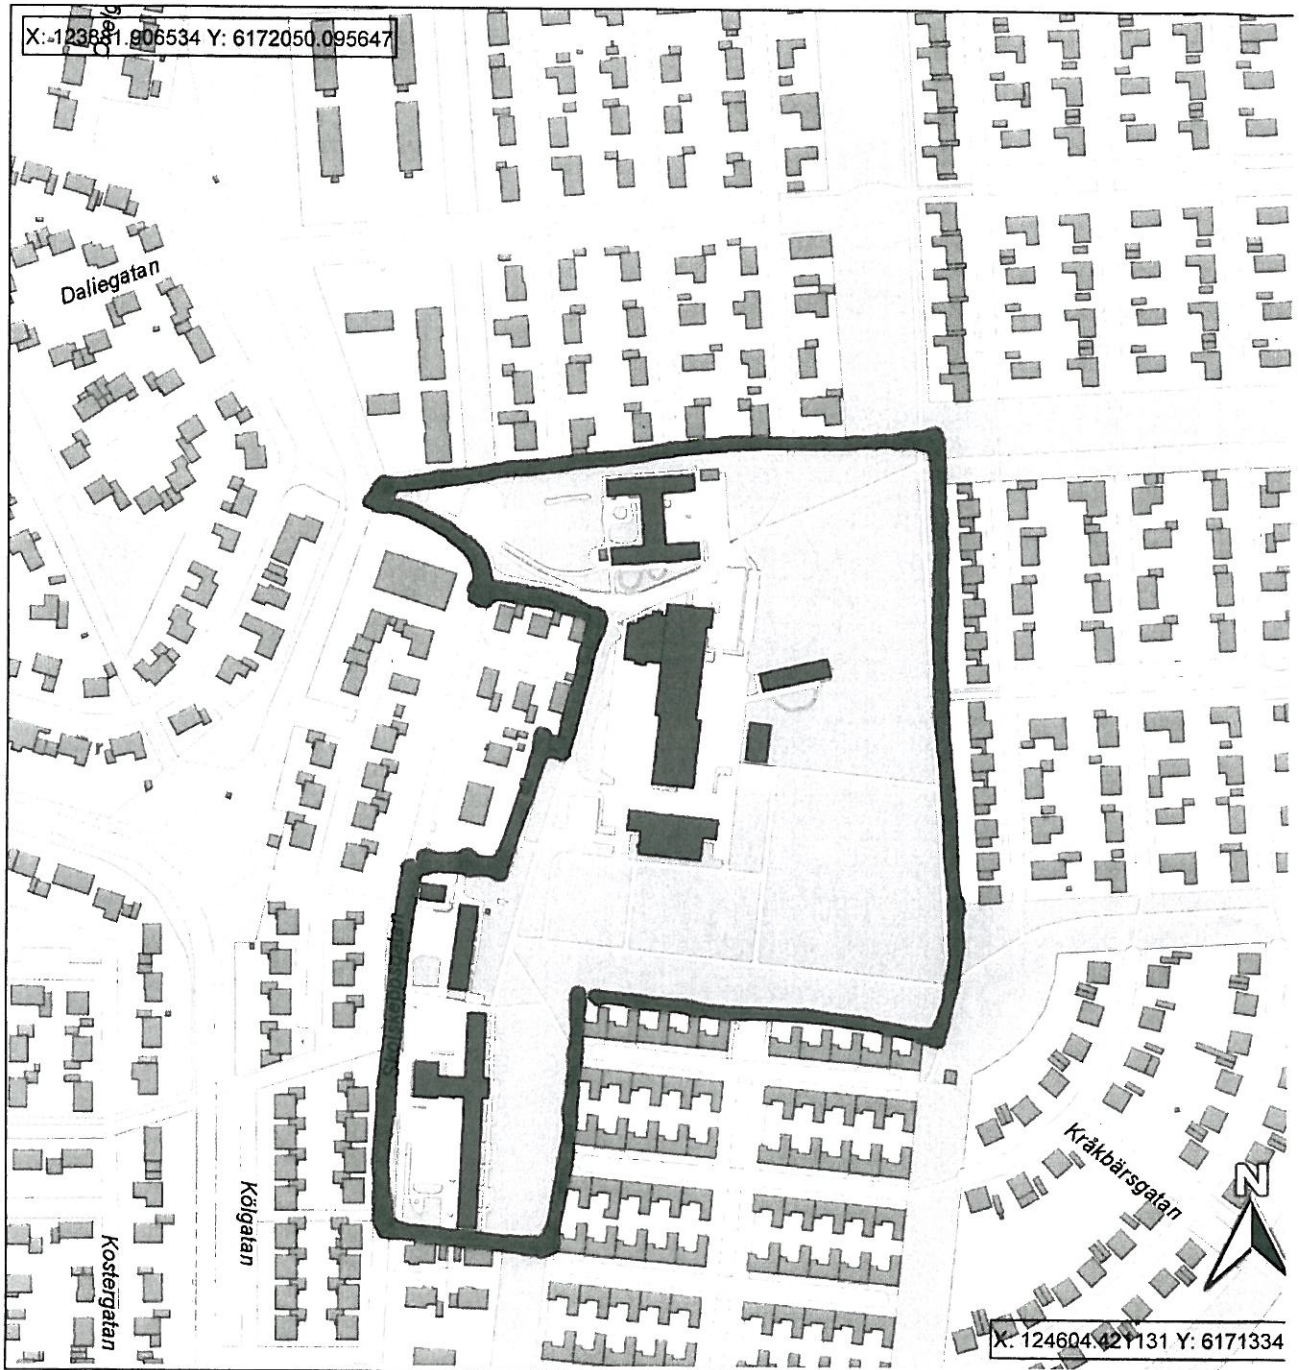 X: 123881.906534 Y: 6172050.095647
Daliegatan
Kölgatan
Kostergatan
Kråkbärsgatan
N
X: 124604.421131 Y: 6171334